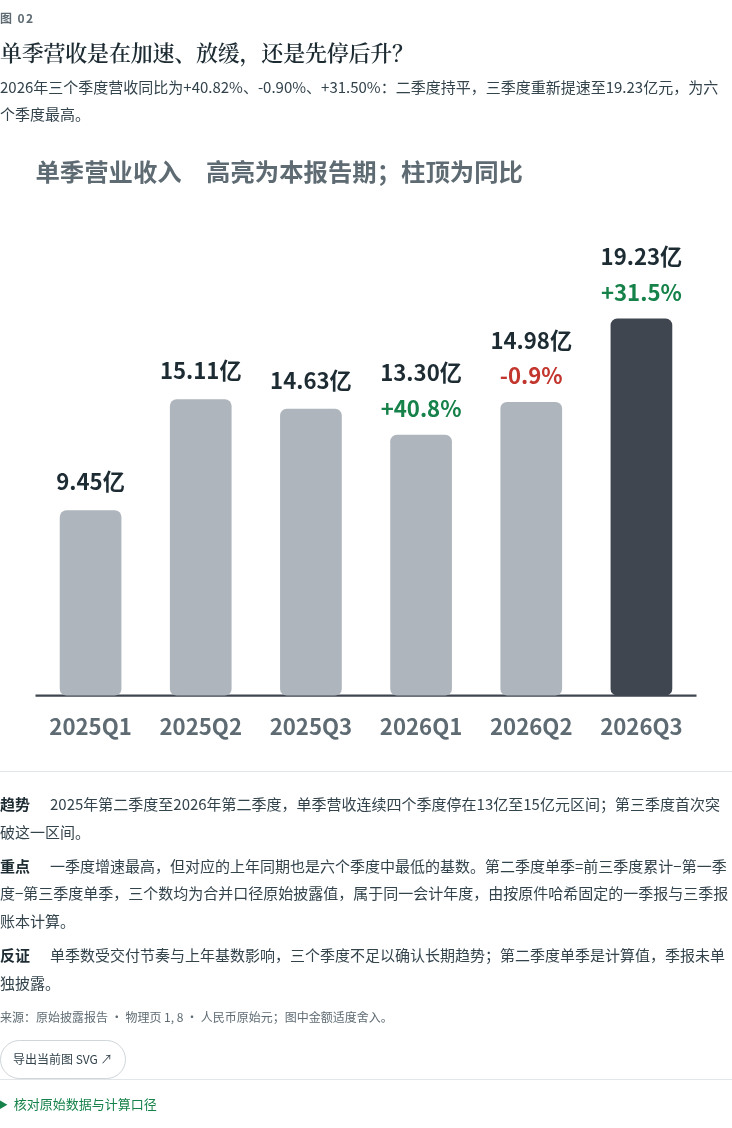 图 02
单季营收是在加速、放缓，还是先停后升？
2026年三个季度营收同比为+40.82%、-0.90%、+31.50%：二季度持平，三季度重新提速至19.23亿元，为六
个季度最高。
单季营业收入 高亮为本报告期；柱顶为同比
19.23亿
+31.5%
14.98亿
-0.9%
15.11亿
14.63亿
13.30亿
+40.8%
9.45亿
2025Q1 2025Q2 2025Q3 2026Q1 2026Q2 2026Q3
趋势 2025年第二季度至2026年第二季度，单季营收连续四个季度停在13亿至15亿元区间；第三季度首次突
破这一区间。
重点 一季度增速最高，但对应的上年同期也是六个季度中最低的基数。第二季度单季=前三季度累计−第一季
度−第三季度单季，三个数均为合并口径原始披露值，属于同一会计年度，由按原件哈希固定的一季报与三季报
账本计算。
反证 单季数受交付节奏与上年基数影响，三个季度不足以确认长期趋势；第二季度单季是计算值，季报未单
独披露。
来源：原始披露报告 · 物理页 1, 8 · 人民币原始元；图中金额适度舍入。
导出当前图 SVG ↗
▶ 核对原始数据与计算口径